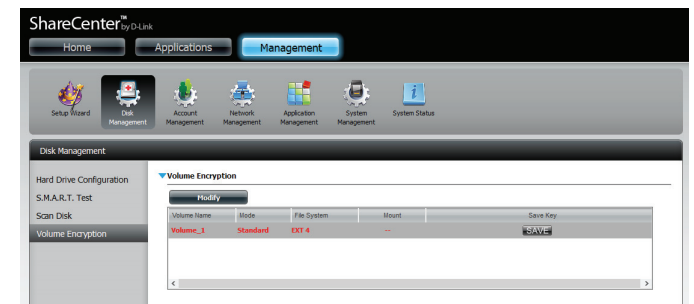 ShareCenter™ by D-Link
Home Applications Management
Setup Wizard Disk Management Account Management Network Management Application Management System Management System Status
Disk Management
Hard Drive Configuration
S.M.A.R.T. Test
Scan Disk
Volume Encryption
Volume Encryption
Modify
Volume Name Mode File System Mount Save Key
Volume_1 Standard EXT 4 -- SAVE